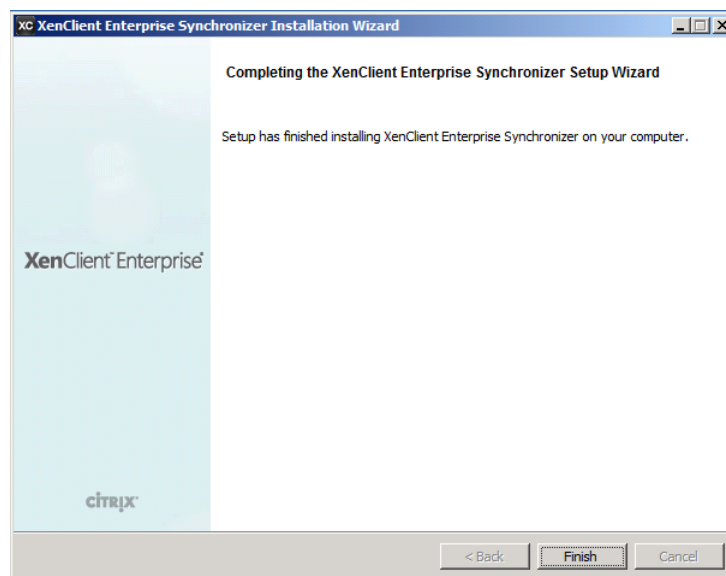 XC XenClient Enterprise Synchronizer Installation Wizard
Completing the XenClient Enterprise Synchronizer Setup Wizard
Setup has finished installing XenClient Enterprise Synchronizer on your computer.
XenClient Enterprise
CITRIX
< Back Finish Cancel